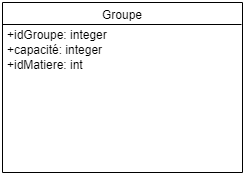 Groupe
+idGroupe: integer
+capacité: integer
+idMatiere: int